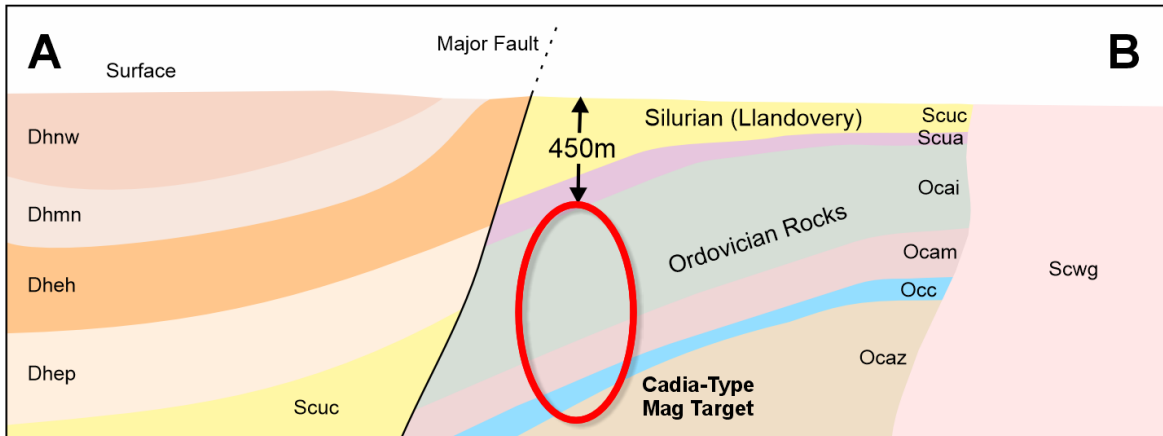 A
Major Fault
B
Surface
Silurian (Llandovery)
Scuc
Scua
450m
Dhnw
Ocai
Dhmn
Ordovician Rocks
Ocam
Scwg
Dheh
Occ
Ocaz
Dhep
Cadia-Type
Mag Target
Scuc